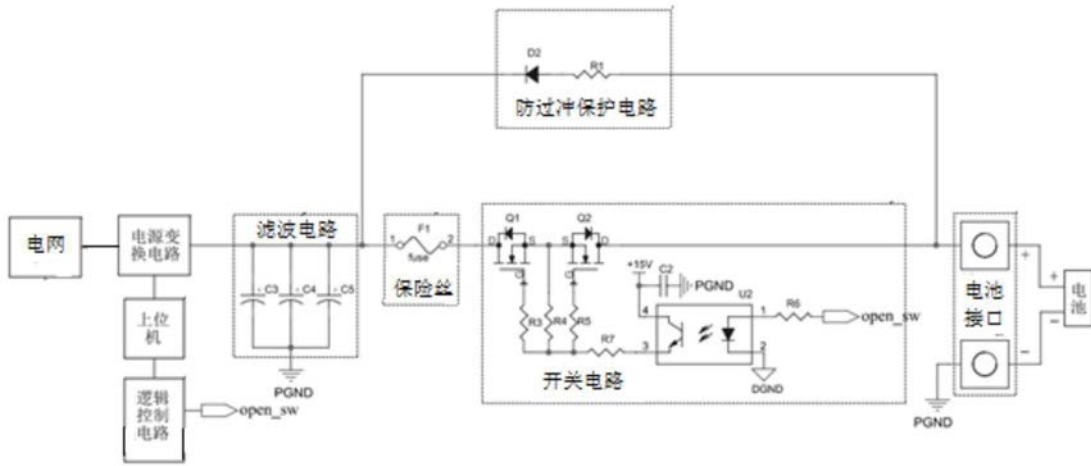 D2
R1
防过冲保护电路
电网
电源变
换电路
滤波电路
C3
C4
C5
PGND
上位
机
逻辑
控制
电路
open_sw
1
F1
2
fuse
保险丝
Q1
Q2
D
S
S
D
G
G
R3
R4
R5
R7
+15V
C2
PGND
U2
4
3
1
2
R6
open_sw
DGND
开关电路
+
电池
接口
-
PGND
+
电
池
-